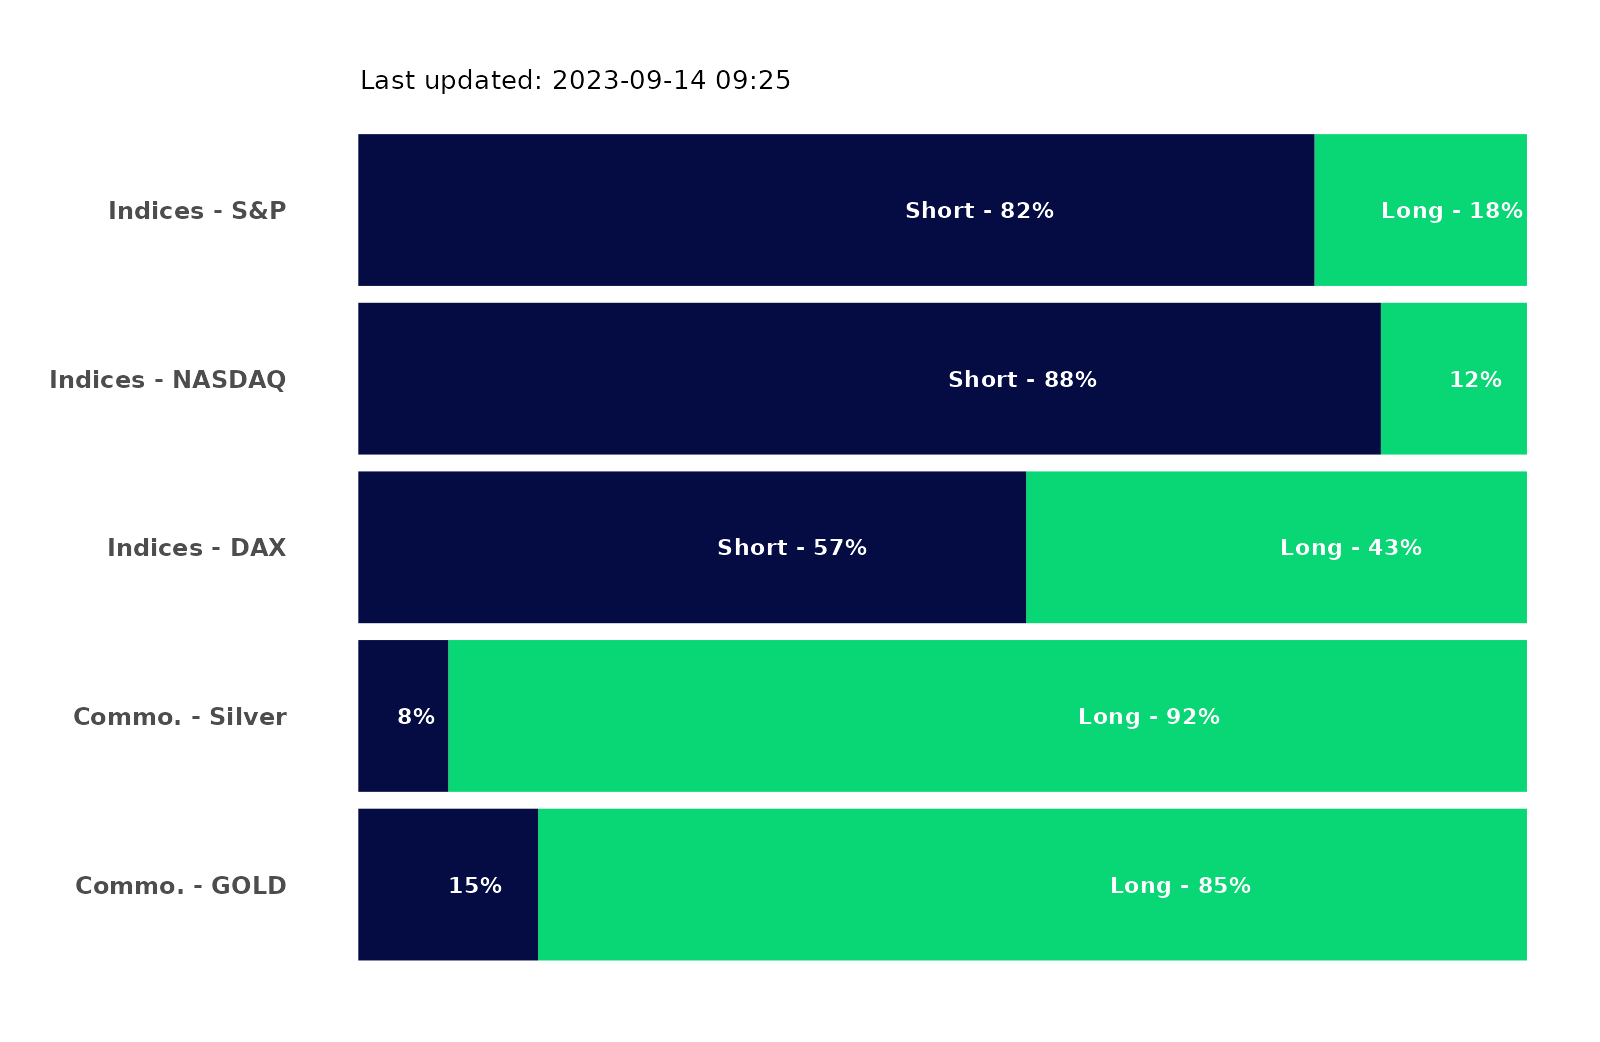 Last updated: 2023-09-14 09:25
Indices - S&P
Short - 82%
Long - 18%
Indices - NASDAQ
Short - 88%
12%
Indices - DAX
Short - 57%
Long - 43%
Commo. - Silver
8%
Long - 92%
Commo. - GOLD
15%
Long - 85%